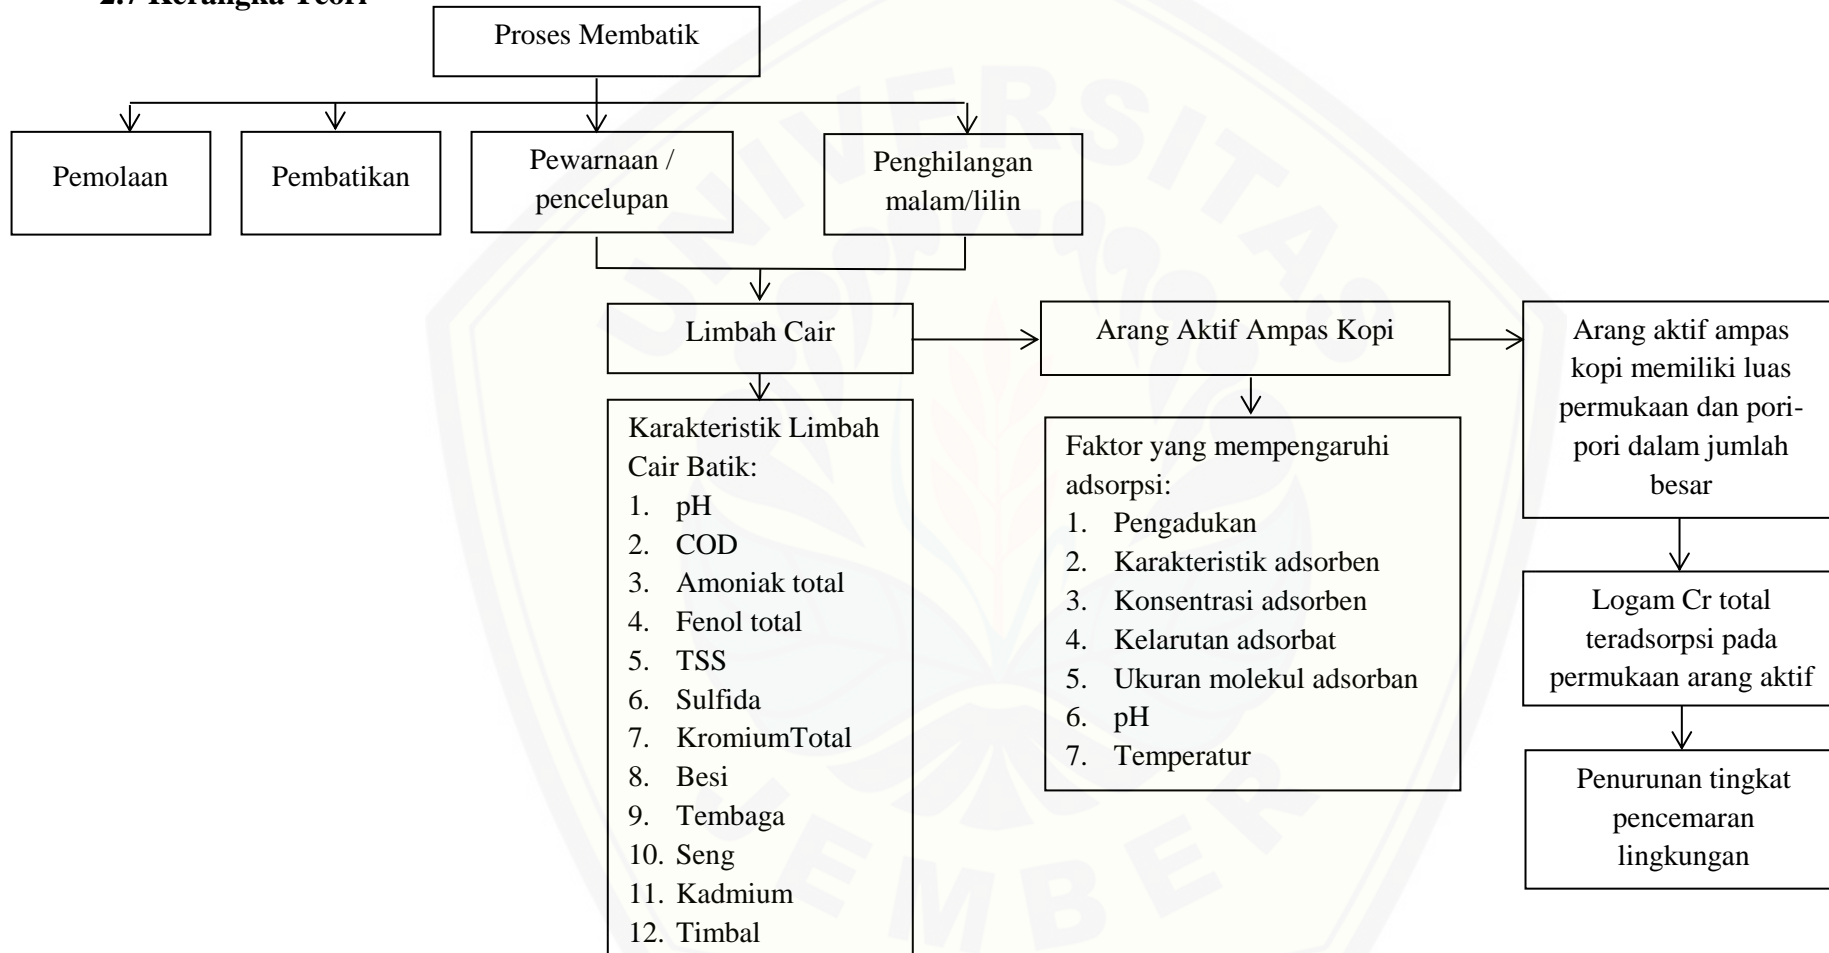 2.7 Kerangka Teori
Proses Membatik
Pemolaan
Pembatikan
Pewarnaan /
pencelupan
Penghilangan
malam/lilin
Limbah Cair
Arang Aktif Ampas Kopi
Arang aktif ampas
kopi memiliki luas
permukaan dan pori-
pori dalam jumlah
besar
Karakteristik Limbah
Cair Batik:
1. pH
2. COD
3. Amoniak total
4. Fenol total
5. TSS
6. Sulfida
7. KromiumTotal
8. Besi
9. Tembaga
10. Seng
11. Kadmium
12. Timbal
Faktor yang mempengaruhi
adsorpsi:
1. Pengadukan
2. Karakteristik adsorben
3. Konsentrasi adsorben
4. Kelarutan adsorbat
5. Ukuran molekul adsorban
6. pH
7. Temperatur
Logam Cr total
teradsorpsi pada
permukaan arang aktif
Penurunan tingkat
pencemaran
lingkungan
UNIVERSITAS
JEMBER